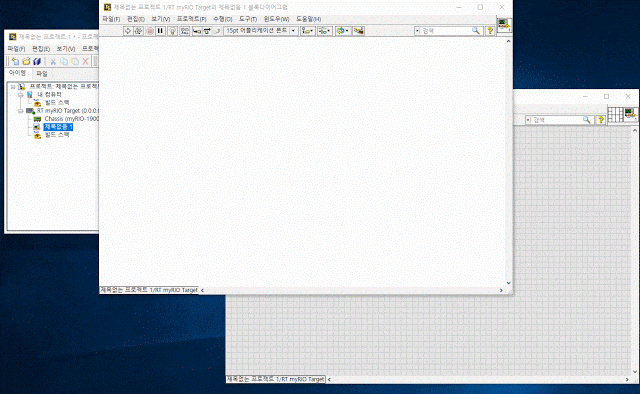 제목없는 프로젝트 1/RT myRIO Target의 제목없음 1 블록다이어그램
파일(F) 편집(E) 보기(V) 프로젝트(P) 수행(O) 도구(T) 윈도우(W) 도움말(H)
15pt 어플리케이션 폰트
검색
제목없는 프로젝트 1 * - 프로
파일(F) 편집(E) 보기(V) 프로젝
아이템 파일
프로젝트: 제목없는 프로젝트
내 컴퓨터
빌드 스펙
RT myRIO Target (0.0.0.
Chassis (myRIO-1900
제목없음 1
빌드 스펙
제목없는 프로젝트 1/RT myRIO Target
검색
제목없는 프로젝트 1/RT myRIO Target